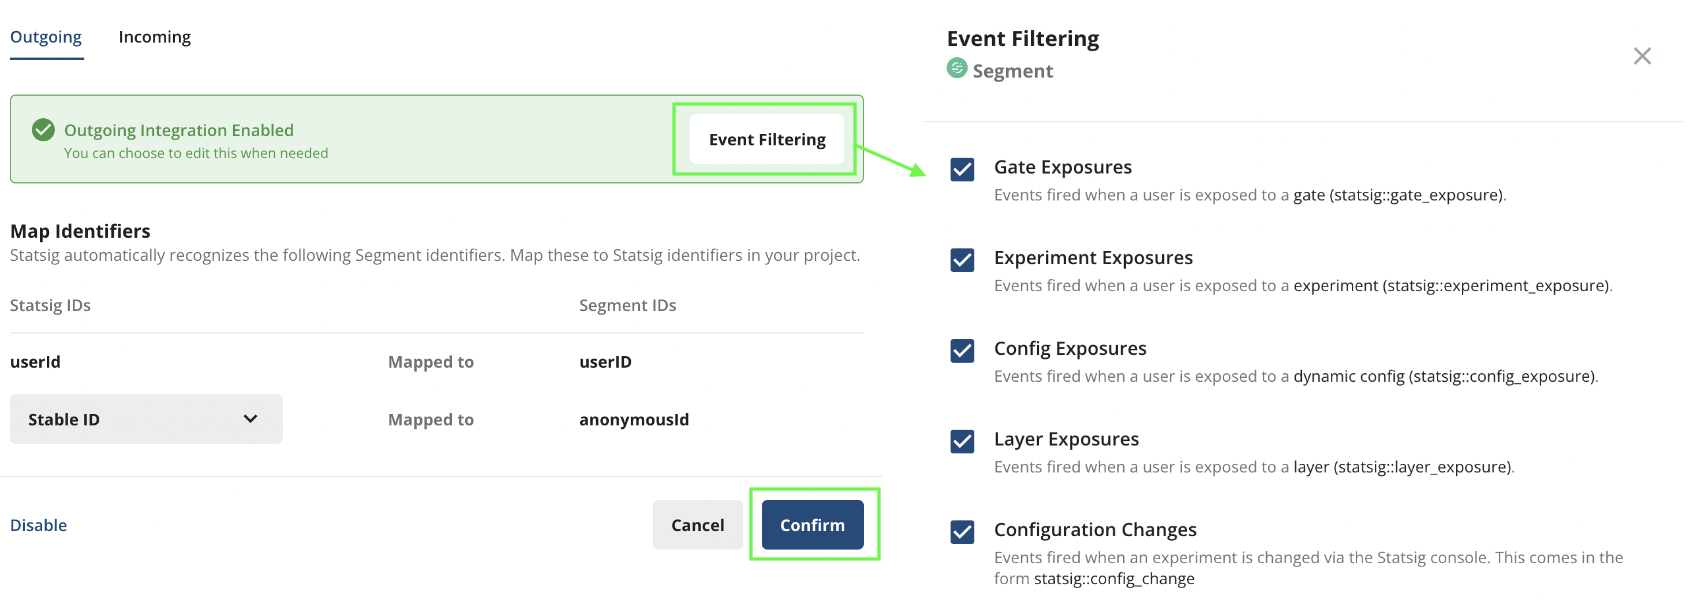 Outgoing
Incoming
Outgoing Integration Enabled
You can choose to edit this when needed
Event Filtering
Map Identifiers
Statsig automatically recognizes the following Segment identifiers. Map these to Statsig identifiers in your project.
Statsig IDs
Segment IDs
userId
Mapped to
userID
Stable ID
Mapped to
anonymousId
Disable
Cancel
Confirm
Event Filtering
Segment
Gate Exposures
Events fired when a user is exposed to a gate (statsig::gate_exposure).
Experiment Exposures
Events fired when a user is exposed to a experiment (statsig::experiment_exposure).
Config Exposures
Events fired when a user is exposed to a dynamic config (statsig::config_exposure).
Layer Exposures
Events fired when a user is exposed to a layer (statsig::layer_exposure).
Configuration Changes
Events fired when an experiment is changed via the Statsig console. This comes in the
form statsig::config_change